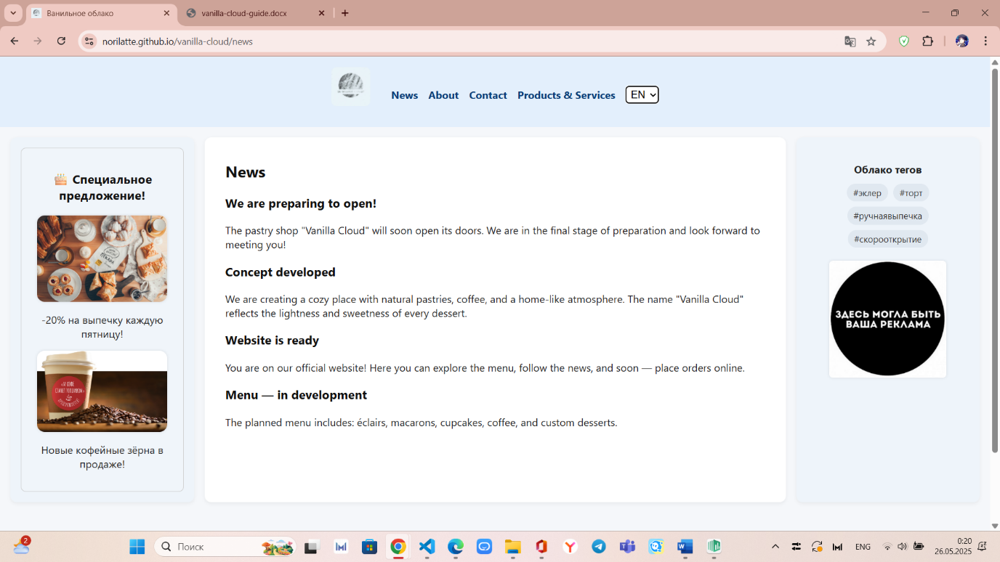 Ванильное облако
vanilla-cloud-guide.docx
norilatte.github.io/vanilla-cloud/news
News
About
Contact
Products & Services
EN
🎂 Специальное
предложение!
-20% на выпечку каждую
пятницу!
Новые кофейные зёрна в
продаже!
News
We are preparing to open!
The pastry shop "Vanilla Cloud" will soon open its doors. We are in the final stage of preparation and look forward to
meeting you!
Concept developed
We are creating a cozy place with natural pastries, coffee, and a home-like atmosphere. The name "Vanilla Cloud"
reflects the lightness and sweetness of every dessert.
Website is ready
You are on our official website! Here you can explore the menu, follow the news, and soon — place orders online.
Menu — in development
The planned menu includes: éclairs, macarons, cupcakes, coffee, and custom desserts.
Облако тегов
#эклер
#торт
#ручнаявыпечка
#скорооткрытие
ЗДЕСЬ МОГЛА БЫТЬ
ВАША РЕКЛАМА
2
Поиск
ENG
0:20
26.05.2025